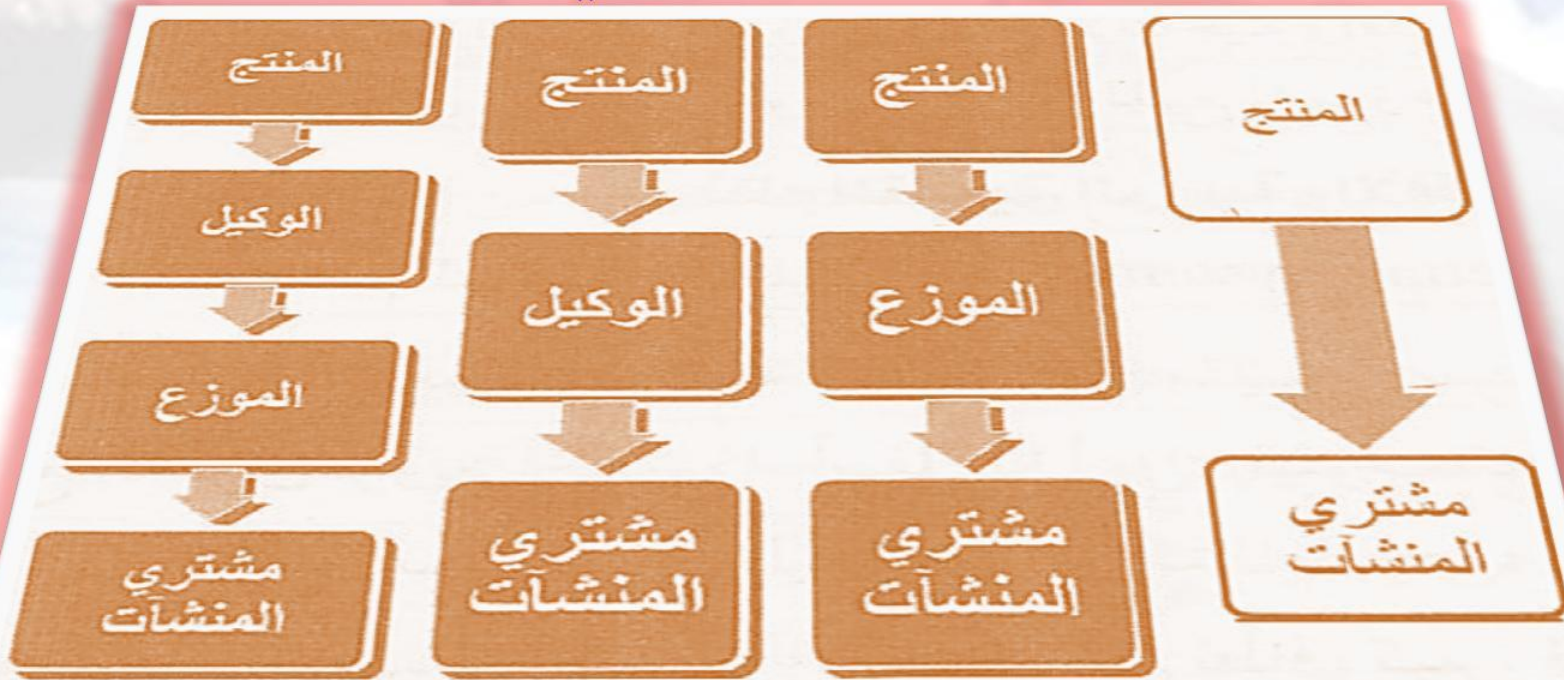 المنتج
مشتري
المنشآت
المنتج
الموزع
مشتري
المنشآت
المنتج
الوكيل
مشتري
المنشآت
المنتج
الوكيل
الموزع
مشتري
المنشآت